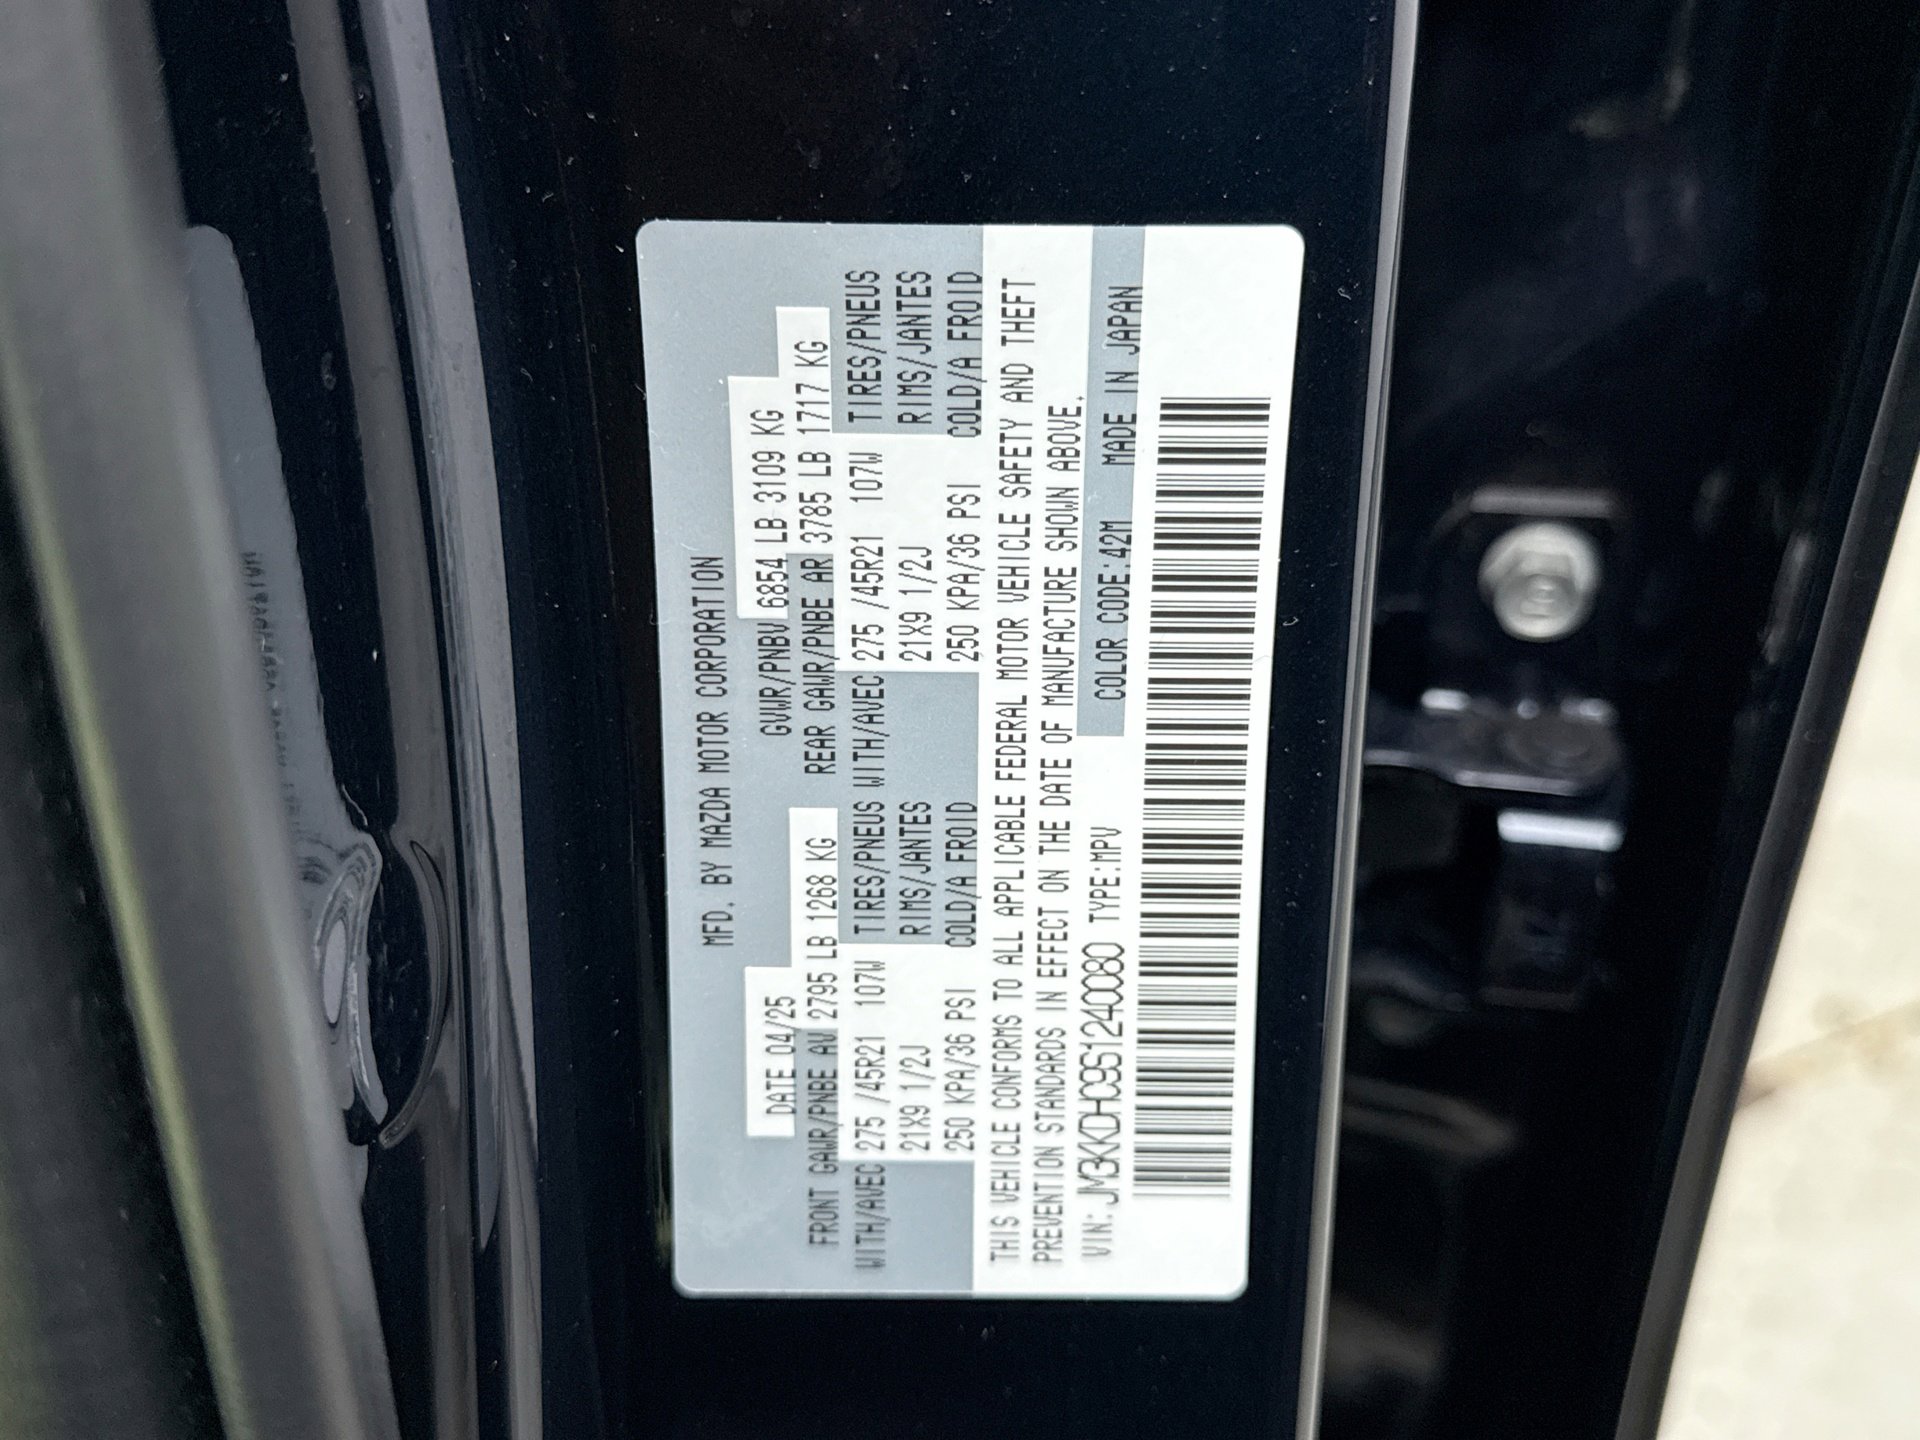 MFD. BY MAZDA MOTOR CORPORATION
DATE 04/25 GVWR/PNBV 6854 LB 3109 KG
FRONT GAWR/PNBE AV 2795 LB 1268 KG REAR GAWR/PNBE AR 3785 LB 1717 KG
WITH/AVEC 275 /45R21 107W TIRES/PNEUS WITH/AVEC 275 /45R21 107W TIRES/PNEUS
21X9 1/2J RIMS/JANTES 21X9 1/2J RIMS/JANTES
250 KPA/36 PSI COLD/A FROID 250 KPA/36 PSI COLD/A FROID
THIS VEHICLE CONFORMS TO ALL APPLICABLE FEDERAL MOTOR VEHICLE SAFETY AND THEFT
PREVENTION STANDARDS IN EFFECT ON THE DATE OF MANUFACTURE SHOWN ABOVE.
VIN: JM3KKDHC9S1240080 TYPE:MPV COLOR CODE:42M MADE IN JAPAN